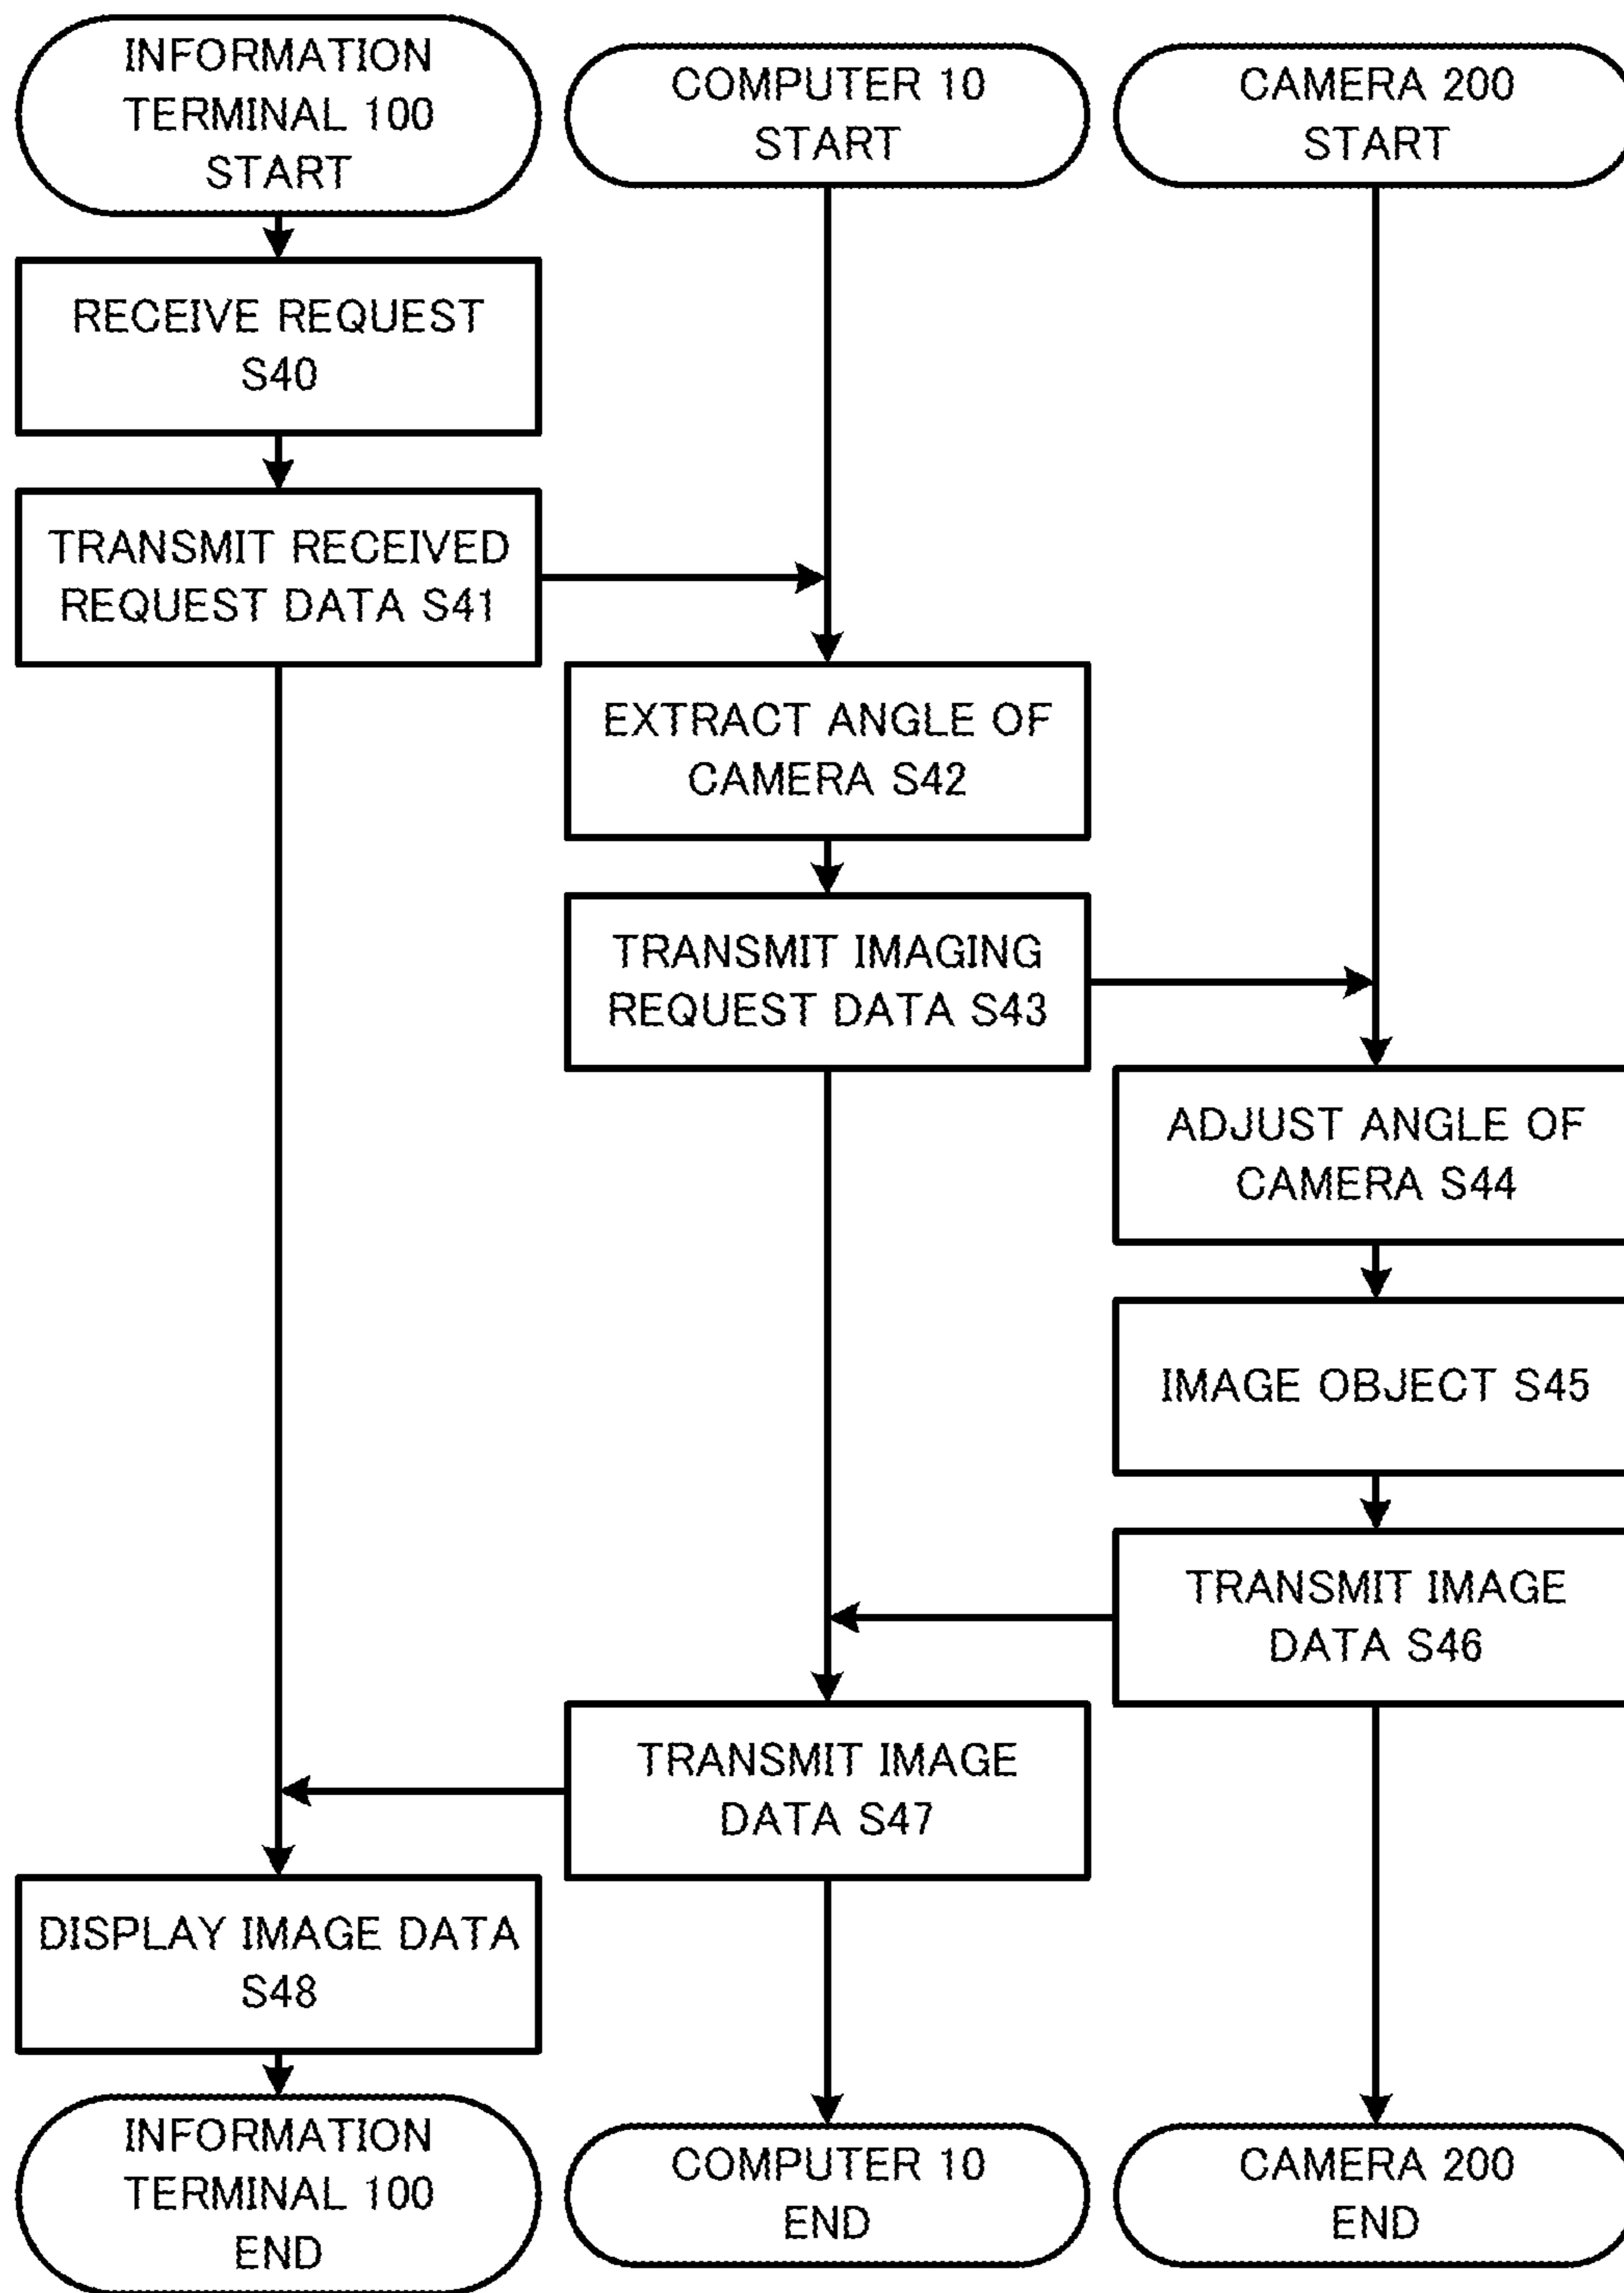 INFORMATION
TERMINAL 100
START
COMPUTER 10
START
CAMERA 200
START
RECEIVE REQUEST
S40
TRANSMIT RECEIVED
REQUEST DATA S41
EXTRACT ANGLE OF
CAMERA S42
TRANSMIT IMAGING
REQUEST DATA S43
ADJUST ANGLE OF
CAMERA S44
IMAGE OBJECT S45
TRANSMIT IMAGE
DATA S46
TRANSMIT IMAGE
DATA S47
DISPLAY IMAGE DATA
S48
INFORMATION
TERMINAL 100
END
COMPUTER 10
END
CAMERA 200
END